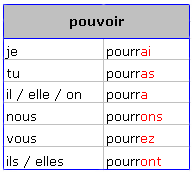 pouvoir
je pourrai
tu pourras
il / elle / on pourra
nous pourrons
vous pourrez
ils / elles pourront